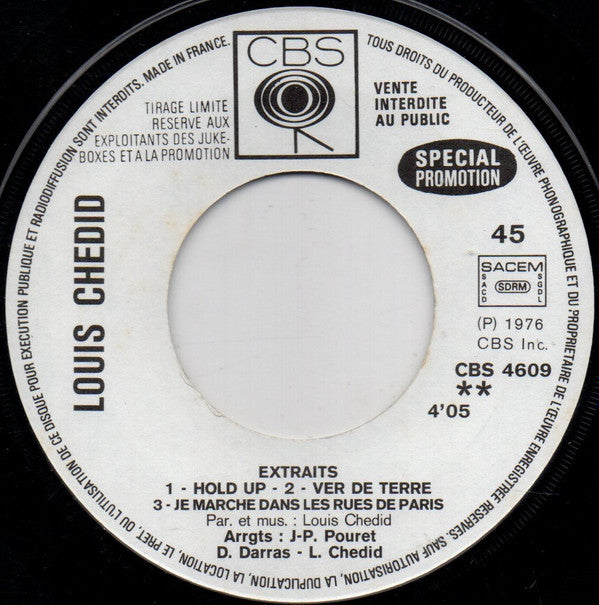 TOUS DROITS DU PRODUCTEUR DE L'ŒUVRE PHONOGRAPHIQUE ET DU PROPRIETAIRE DE L'ŒUVRE ENREGISTREE RESERVES. SAUF AUTORISATION, LA LOCATION, LA DUPLICATION, LE PRET, OU L'UTILISATION DE CE DISQUE POUR EXECUTION PUBLIQUE ET RADIODIFFUSION SONT INTERDITS. MADE IN FRANCE.
CBS
TIRAGE LIMITE
RESERVE AUX
EXPLOITANTS DES JUKE-
BOXES ET A LA PROMOTION
VENTE
INTERDITE
AU PUBLIC
SPECIAL
PROMOTION
LOUIS CHEDID
45
SACEM
SACD
SDRM
SGDL
(P) 1976
CBS Inc.
CBS 4609
**
4'05
EXTRAITS
1 - HOLD UP - 2 - VER DE TERRE
3 - JE MARCHE DANS LES RUES DE PARIS
Par. et mus. : Louis Chedid
Arrgts : J-P. Pouret
D. Darras - L. Chedid